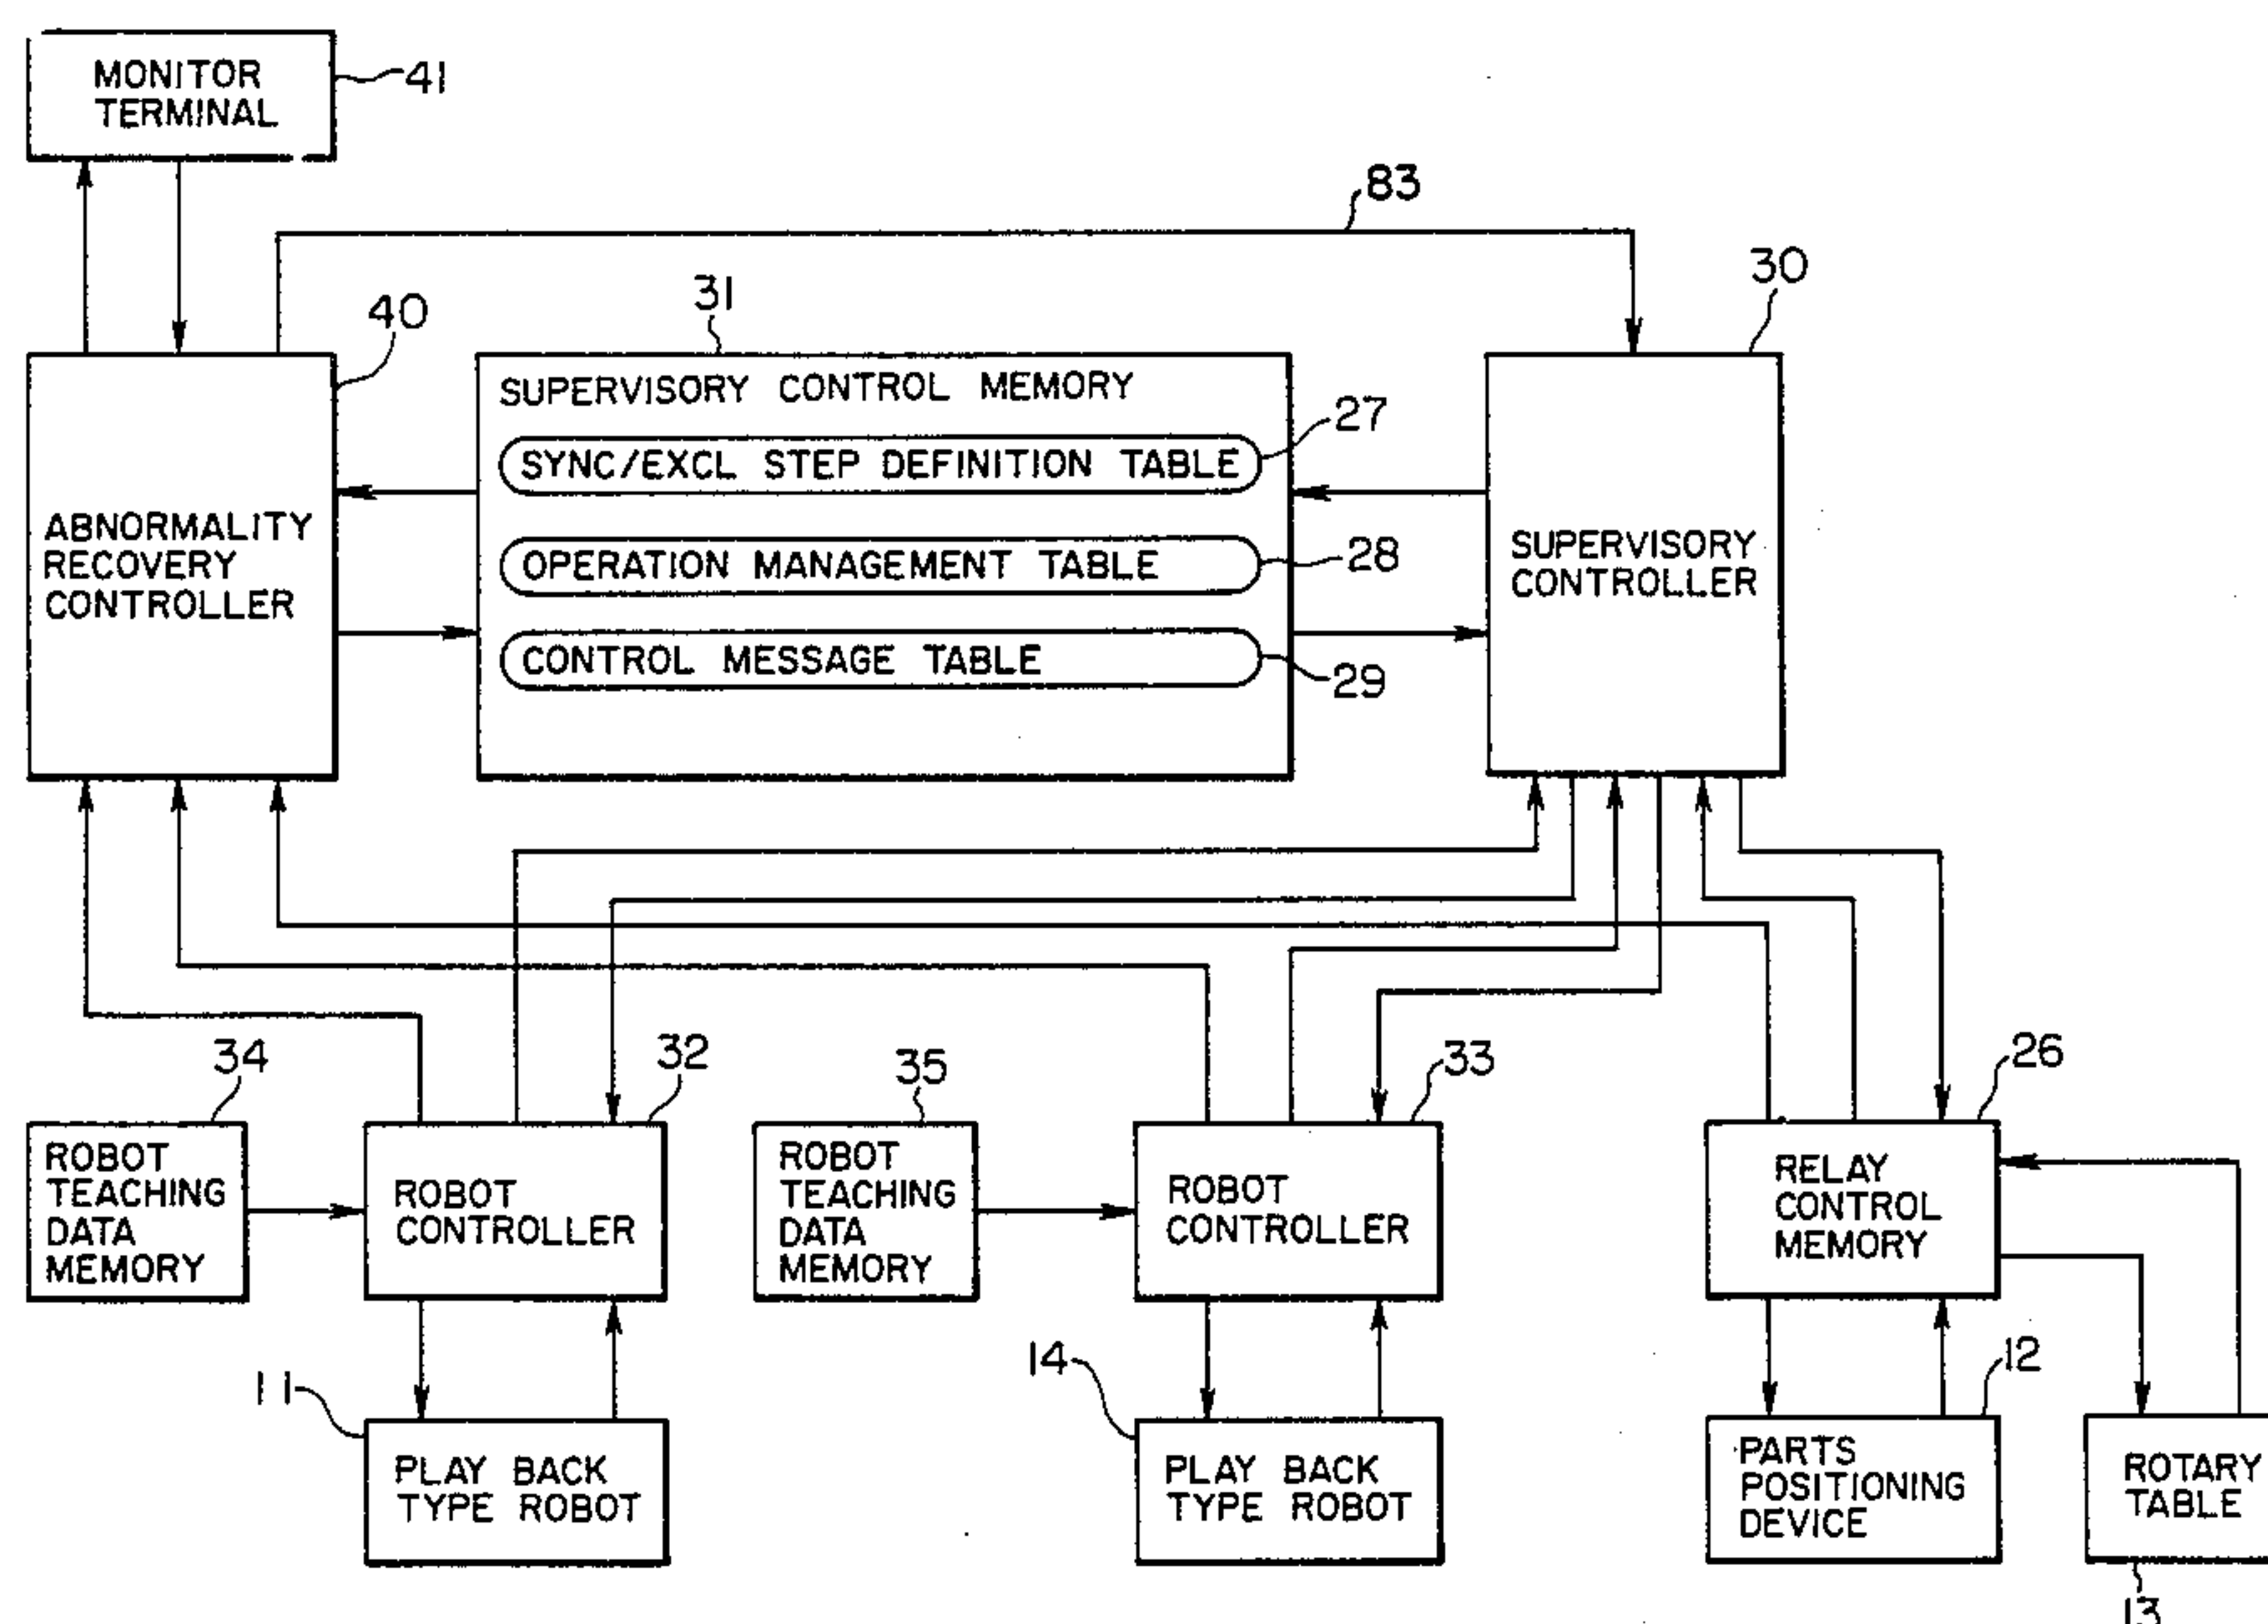 MONITOR
TERMINAL
41
83
30
31
40
SUPERVISORY CONTROL MEMORY
27
SYNC/EXCL STEP DEFINITION TABLE
ABNORMALITY
RECOVERY
CONTROLLER
OPERATION MANAGEMENT TABLE
28
SUPERVISORY
CONTROLLER
CONTROL MESSAGE TABLE
29
34
32
35
33
26
ROBOT
TEACHING
DATA
MEMORY
ROBOT
CONTROLLER
ROBOT
TEACHING
DATA
MEMORY
ROBOT
CONTROLLER
RELAY
CONTROL
MEMORY
11
14
12
PLAY BACK
TYPE ROBOT
PLAY BACK
TYPE ROBOT
PARTS
POSITIONING
DEVICE
ROTARY
TABLE
13